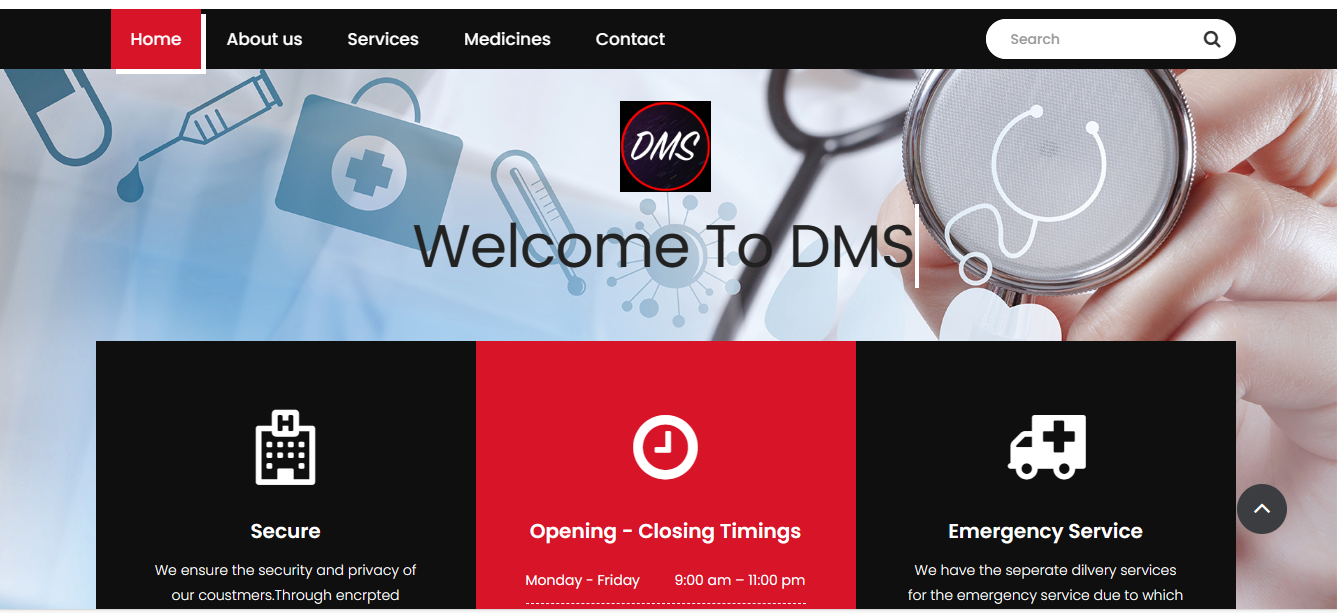 Home About us Services Medicines Contact Search
DMS
Welcome To DMS
H
Secure
We ensure the security and privacy of
our coustmers.Through encrpted
Opening - Closing Timings
Monday - Friday 9:00 am – 11:00 pm
Emergency Service
We have the seperate dilvery services
for the emergency service due to which